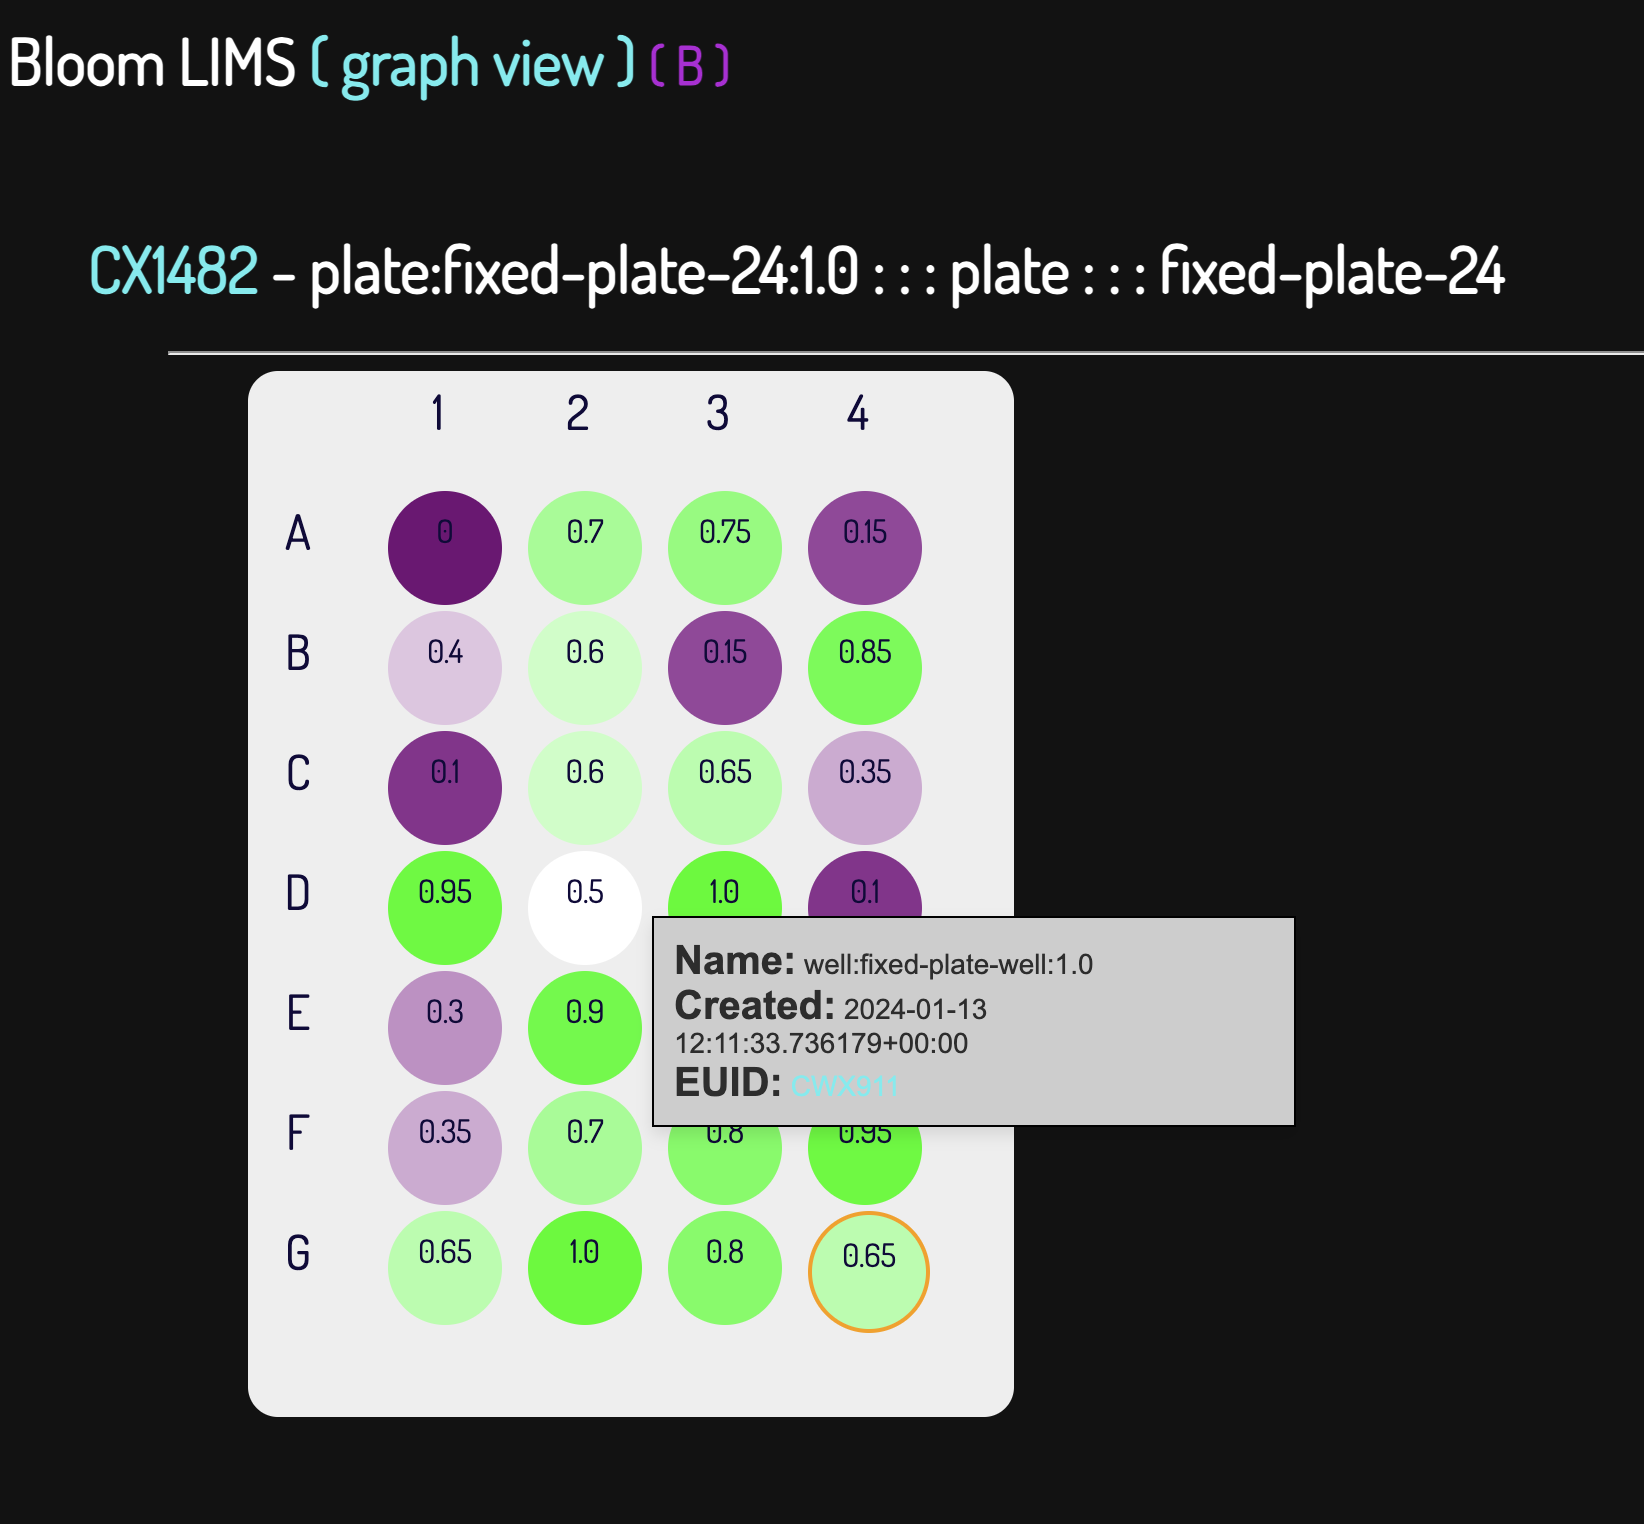 Bloom LIMS ( graph view ) ( B )
CX1482 - plate:fixed-plate-24:1.0 : : : plate : : : fixed-plate-24
1 2 3 4
A 0 0.7 0.75 0.15
B 0.4 0.6 0.15 0.85
C 0.1 0.6 0.65 0.35
D 0.95 0.5 1.0 0.1
Name: well:fixed-plate-well:1.0
Created: 2024-01-13
12:11:33.736179+00:00
EUID: CWX911
E 0.3 0.9
F 0.35 0.7 0.8 0.95
G 0.65 1.0 0.8 0.65